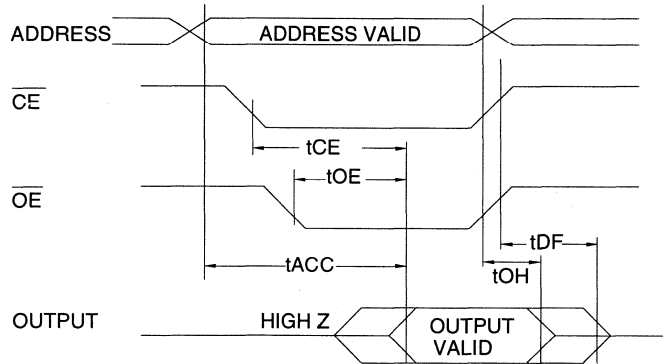 ADDRESS
ADDRESS VALID
CE
tCE
tOE
OE
tDF
tACC
tOH
OUTPUT
HIGH Z
OUTPUT
VALID